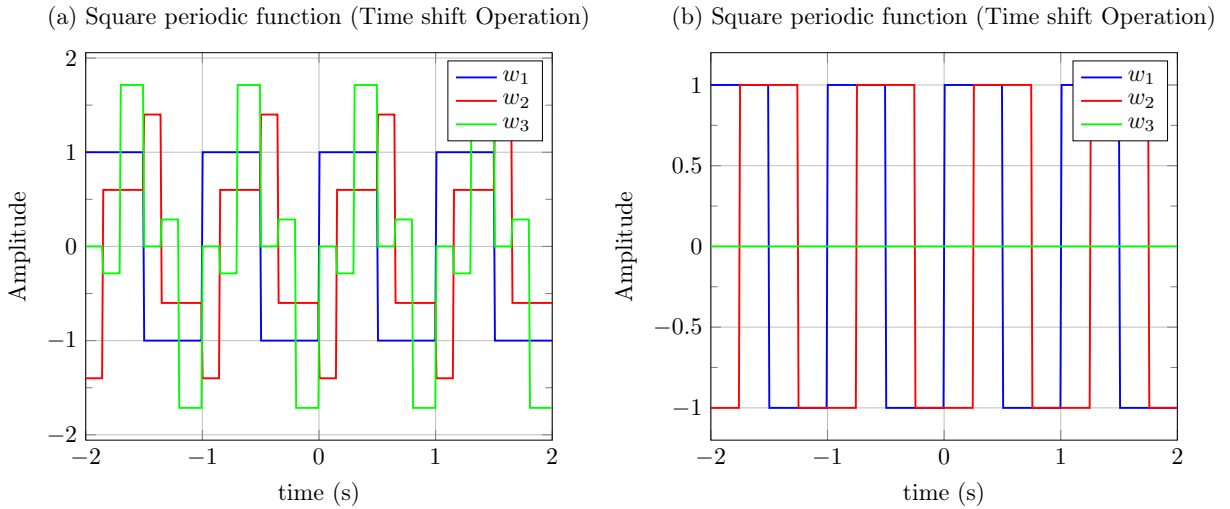 (a) Square periodic function (Time shift Operation)
2
1
0
−1
−2
−2
−1
0
1
2
Amplitude
time (s)
w1
w2
w3
(b) Square periodic function (Time shift Operation)
1
0.5
0
−0.5
−1
−2
−1
0
1
2
Amplitude
time (s)
w1
w2
w3